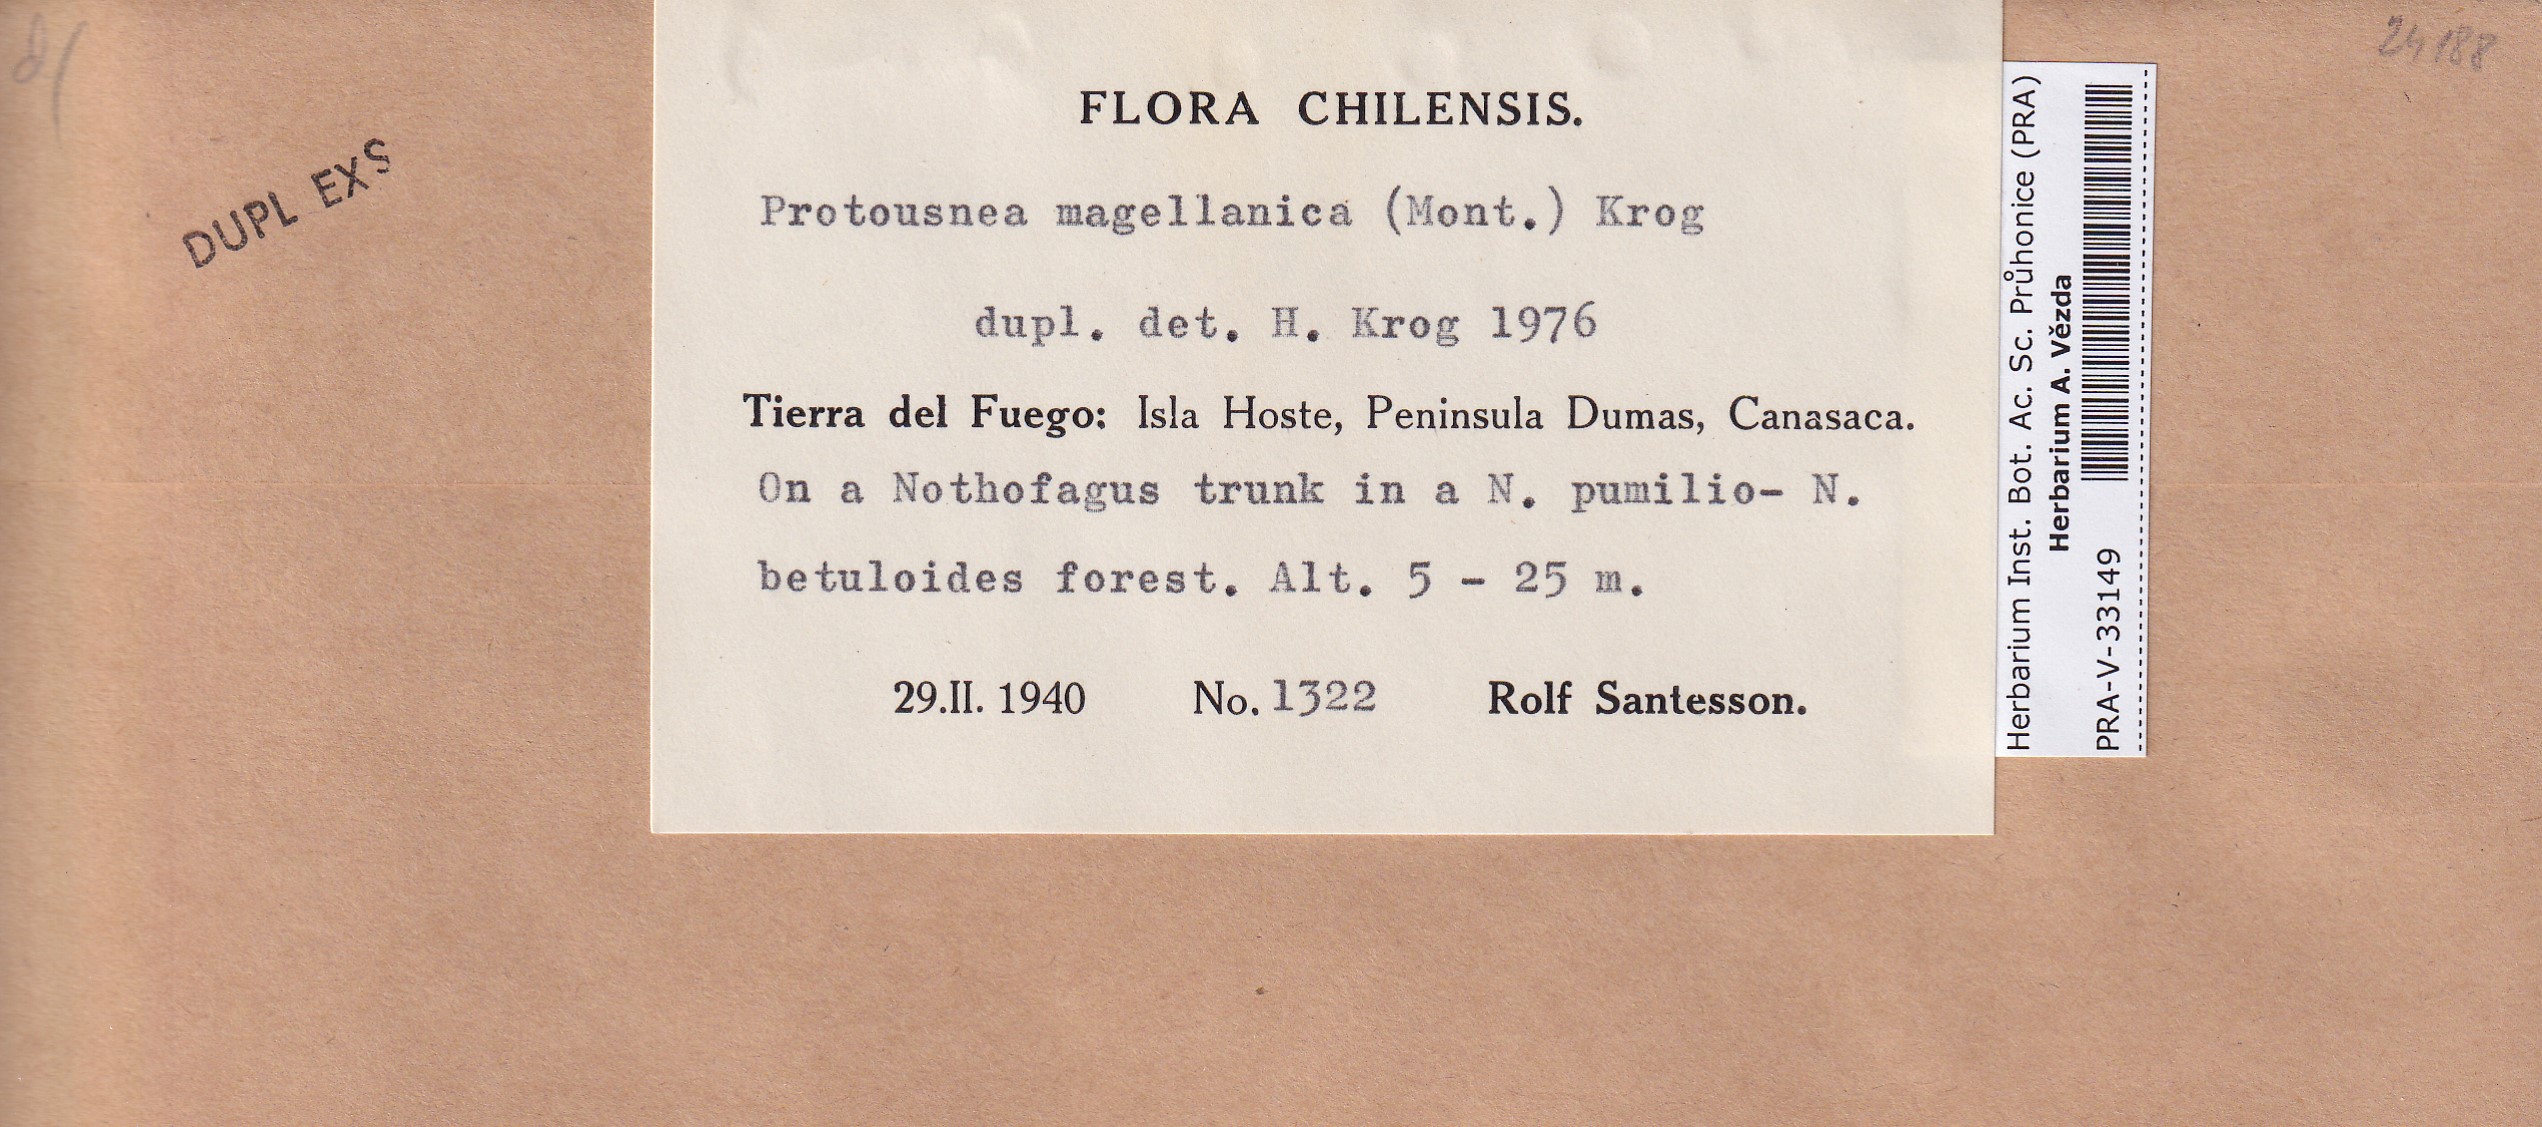 24188
DUPL EXS
FLORA CHILENSIS.
Protousnea magellanica (Mont.) Krog
dupl. det. H. Krog 1976
Tierra del Fuego: Isla Hoste, Peninsula Dumas, Canasaca.
On a Nothofagus trunk in a N. pumilio- N.
betuloides forest. Alt. 5 - 25 m.
29.II. 1940 No. 1322 Rolf Santesson.
Herbarium Inst. Bot. Ac. Sc. Průhonice (PRA)
Herbarium A. Vězda
PRA-V-33149